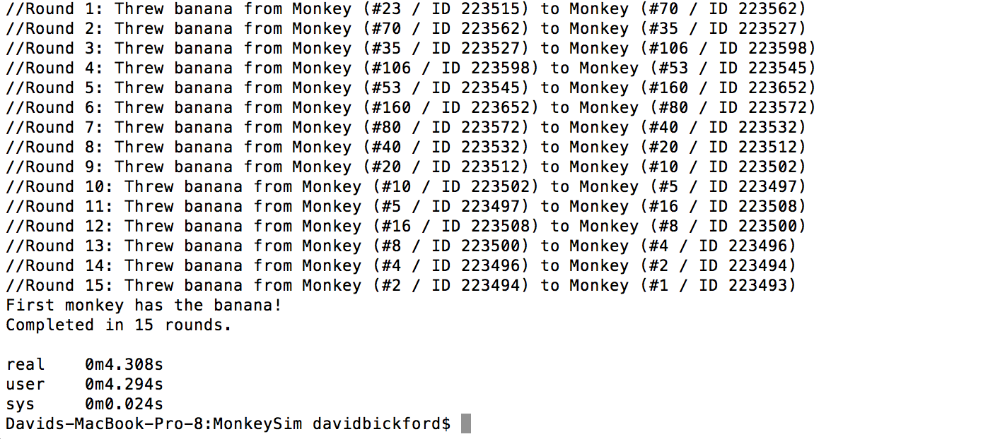 //Round 1: Threw banana from Monkey (#23 / ID 223515) to Monkey (#70 / ID 223562)
//Round 2: Threw banana from Monkey (#70 / ID 223562) to Monkey (#35 / ID 223527)
//Round 3: Threw banana from Monkey (#35 / ID 223527) to Monkey (#106 / ID 223598)
//Round 4: Threw banana from Monkey (#106 / ID 223598) to Monkey (#53 / ID 223545)
//Round 5: Threw banana from Monkey (#53 / ID 223545) to Monkey (#160 / ID 223652)
//Round 6: Threw banana from Monkey (#160 / ID 223652) to Monkey (#80 / ID 223572)
//Round 7: Threw banana from Monkey (#80 / ID 223572) to Monkey (#40 / ID 223532)
//Round 8: Threw banana from Monkey (#40 / ID 223532) to Monkey (#20 / ID 223512)
//Round 9: Threw banana from Monkey (#20 / ID 223512) to Monkey (#10 / ID 223502)
//Round 10: Threw banana from Monkey (#10 / ID 223502) to Monkey (#5 / ID 223497)
//Round 11: Threw banana from Monkey (#5 / ID 223497) to Monkey (#16 / ID 223508)
//Round 12: Threw banana from Monkey (#16 / ID 223508) to Monkey (#8 / ID 223500)
//Round 13: Threw banana from Monkey (#8 / ID 223500) to Monkey (#4 / ID 223496)
//Round 14: Threw banana from Monkey (#4 / ID 223496) to Monkey (#2 / ID 223494)
//Round 15: Threw banana from Monkey (#2 / ID 223494) to Monkey (#1 / ID 223493)
First monkey has the banana!
Completed in 15 rounds.

real    0m4.308s
user    0m4.294s
sys     0m0.024s
Davids-MacBook-Pro-8:MonkeySim davidbickford$